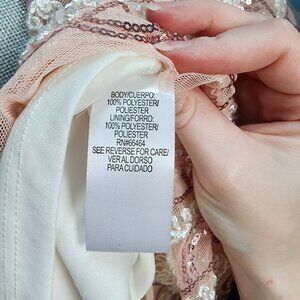 BODY/CUERPO:
100% POLYESTER/
POLIESTER
LINING/FORRO:
100% POLYESTER/
POLIESTER
RN#66464
SEE REVERSE FOR CARE/
VER AL DORSO
PARA CUIDADO